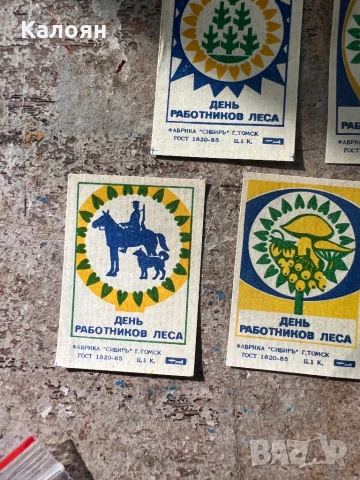 Калоян
ДЕНЬ
РАБОТНИКОВ ЛЕСА
ФАБРИКА "СИБИРЬ" Г.ТОМСК
ГОСТ 1820-85 Ц.1 К.
ДЕНЬ
РАБОТНИКОВ ЛЕСА
ФАБРИКА "СИБИРЬ" Г.ТОМСК
ГОСТ 1820-85 Ц.1 К.
ДЕНЬ
РАБОТНИКОВ ЛЕСА
ФАБРИКА "СИБИРЬ" Г.ТОМСК
ГОСТ 1820-85 Ц.1 К.
BAZAR